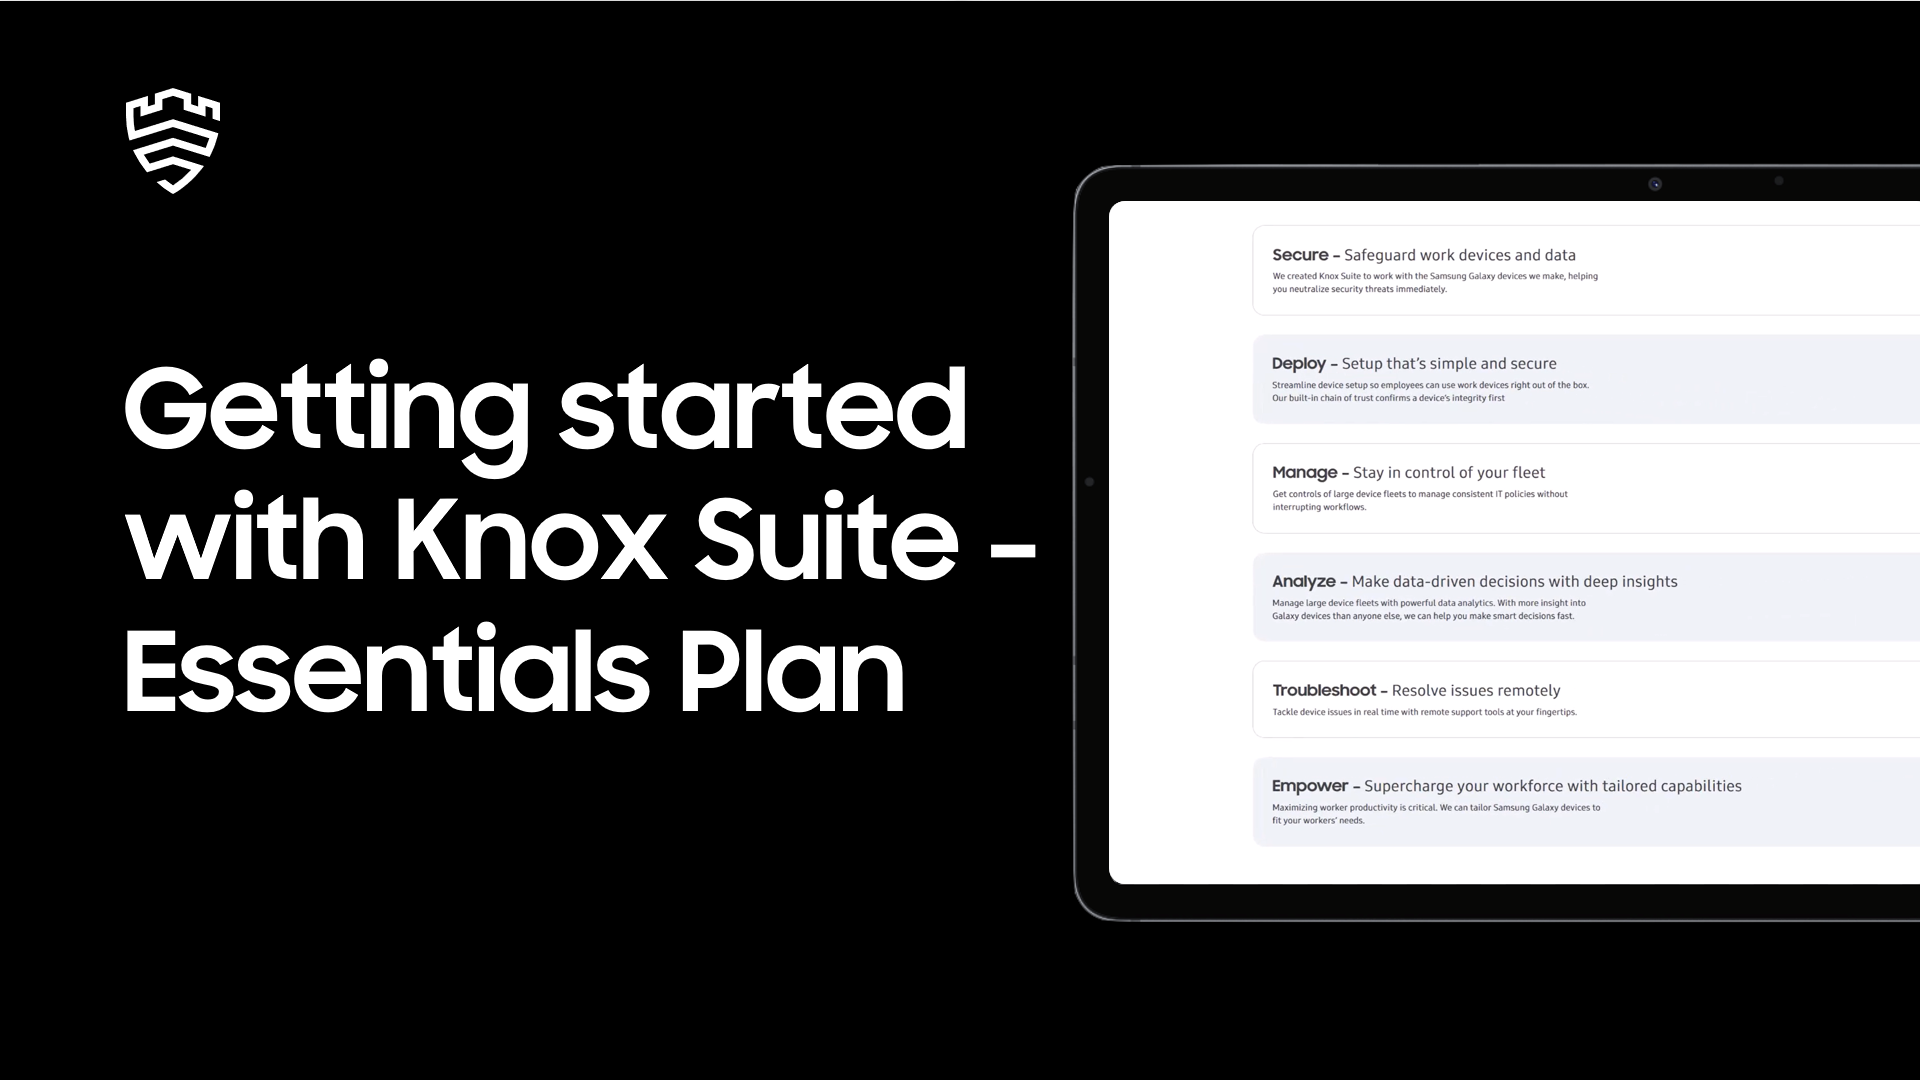 Getting started
with Knox Suite –
Essentials Plan
Secure – Safeguard work devices and data
We created Knox Suite to work with the Samsung Galaxy devices we make, helping
you neutralize security threats immediately.
Deploy – Setup that’s simple and secure
Streamline device setup so employees can use work devices right out of the box.
Our built-in chain of trust confirms a device’s integrity first
Manage – Stay in control of your fleet
Get controls of large device fleets to manage consistent IT policies without
interrupting workflows.
Analyze – Make data-driven decisions with deep insights
Manage large device fleets with powerful data analytics. With more insight into
Galaxy devices than anyone else, we can help you make smart decisions fast.
Troubleshoot – Resolve issues remotely
Tackle device issues in real time with remote support tools at your fingertips.
Empower – Supercharge your workforce with tailored capabilities
Maximizing worker productivity is critical. We can tailor Samsung Galaxy devices to
fit your workers’ needs.